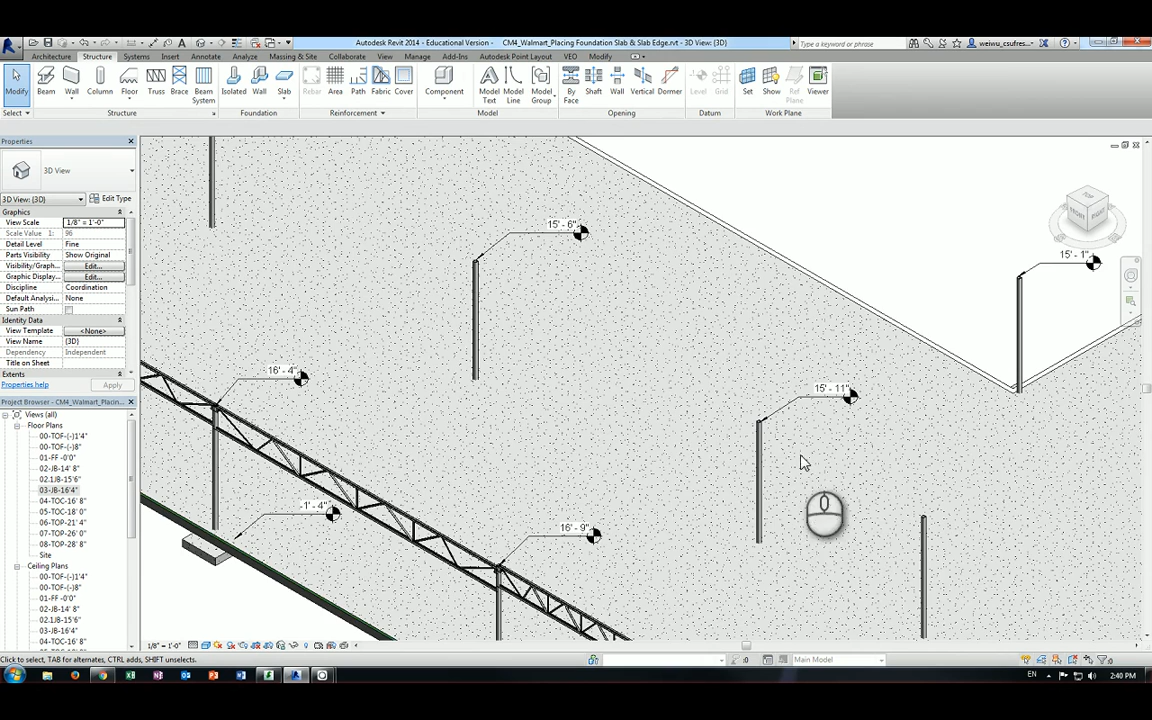 Autodesk Revit 2014 - Educational Version - CM4_Walmart_Placing Foundation Slab & Slab Edge.rvt - 3D View: {3D}
Type a keyword or phrase
weiwu_csufres...
Architecture Structure Systems Insert Annotate Analyze Massing & Site Collaborate View Manage Add-Ins Autodesk Point Layout VEO Modify
Modify Beam Wall Column Floor Truss Brace Beam System Isolated Wall Slab Rebar Area Path Fabric Cover Component Model Text Model Line Model Group By Face Shaft Wall Vertical Dormer Level Grid Set Show Ref Plane Viewer
Select Structure Foundation Reinforcement Model Opening Datum Work Plane
Properties
3D View
3D View: {3D} Edit Type
Graphics
View Scale 1/8" = 1'-0"
Scale Value 1: 96
Detail Level Fine
Parts Visibility Show Original
Visibility/Graph... Edit...
Graphic Display... Edit...
Discipline Coordination
Default Analysi... None
Sun Path
Identity Data
View Template <None>
View Name {3D}
Dependency Independent
Title on Sheet
Extents
Properties help Apply
Project Browser - CM4_Walmart_Placin...
Views (all)
Floor Plans
00-TOF-(-)1'4"
00-TOF-(-)8"
01-FF -0'0"
02-JB-14' 8"
02.1JB-15'6"
03-JB-16'4"
04-TOC-16' 8"
05-TOC-18' 0"
06-TOP-21' 4"
07-TOP-26' 0"
08-TOP-28' 8"
Site
Ceiling Plans
00-TOF-(-)1'4"
00-TOF-(-)8"
01-FF -0'0"
02-JB-14' 8"
02.1JB-15'6"
03-JB-16'4"
04-TOC-16' 8"
15' - 6"
15' - 1"
TOP
FRONT
RIGHT
16' - 4"
15' - 11"
-1' - 4"
16' - 9"
1/8" = 1'-0"
Click to select, TAB for alternates, CTRL adds, SHIFT unselects.
:0
Main Model
:0
EN
2:40 PM